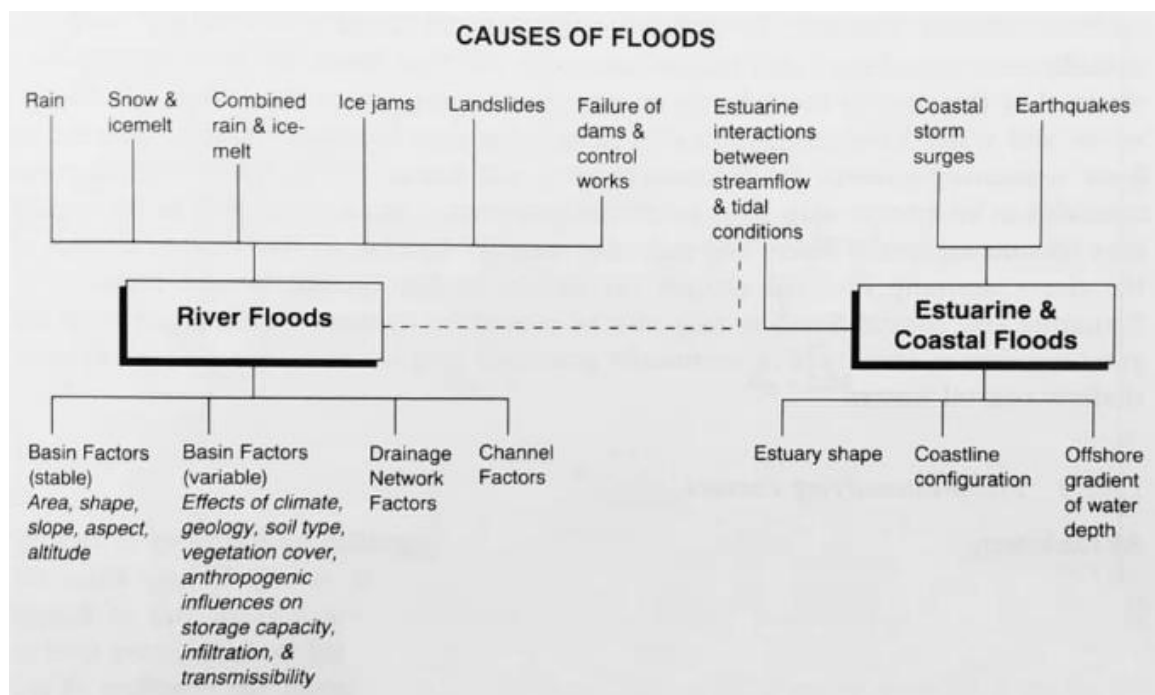 CAUSES OF FLOODS
Rain
Snow &
icemelt
Combined
rain & ice-
melt
Ice jams
Landslides
Failure of
dams &
control
works
Estuarine
interactions
between
streamflow
& tidal
conditions
Coastal
storm
surges
Earthquakes
River Floods
Estuarine &
Coastal Floods
Basin Factors
(stable)
Area, shape,
slope, aspect,
altitude
Basin Factors
(variable)
Effects of climate,
geology, soil type,
vegetation cover,
anthropogenic
influences on
storage capacity,
infiltration, &
transmissibility
Drainage
Network
Factors
Channel
Factors
Estuary shape
Coastline
configuration
Offshore
gradient
of water
depth